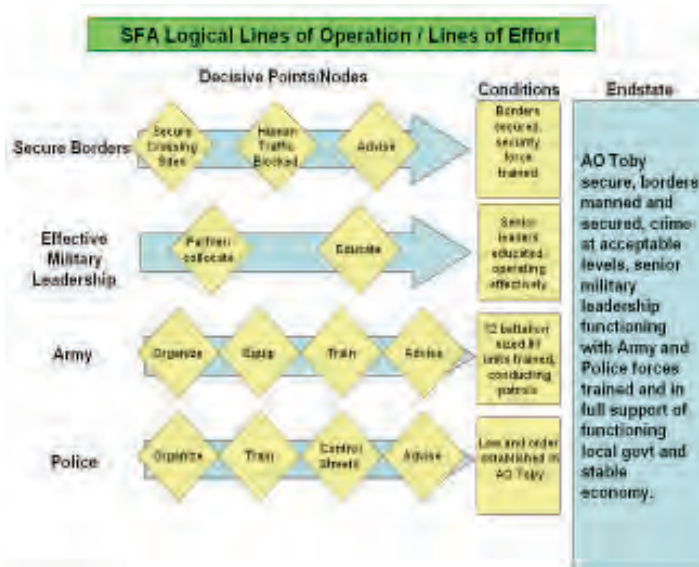 SFA Logical Lines of Operation / Lines of Effort
Decisive Points/Nodes
Conditions
Endstate
Secure Borders
Secure
Crossing
Sites
Human
Traffic
Blocked
Advise
Borders
secured,
security
force
trained
Effective
Military
Leadership
Partner/
collocate
Educate
Senior
leaders
educated,
operating
effectively
Army
Organize
Equip
Train
Advise
12 battalion
sized
units trained,
conducting
patrols
Police
Organize
Train
Control
Streets
Advise
Law and order
established in
AO Toby
AO Toby
secure, borders
manned and
secured, crime
at acceptable
levels, senior
military
leadership
functioning
with Army and
Police forces
trained and in
full support of
functioning
local govt and
stable
economy.